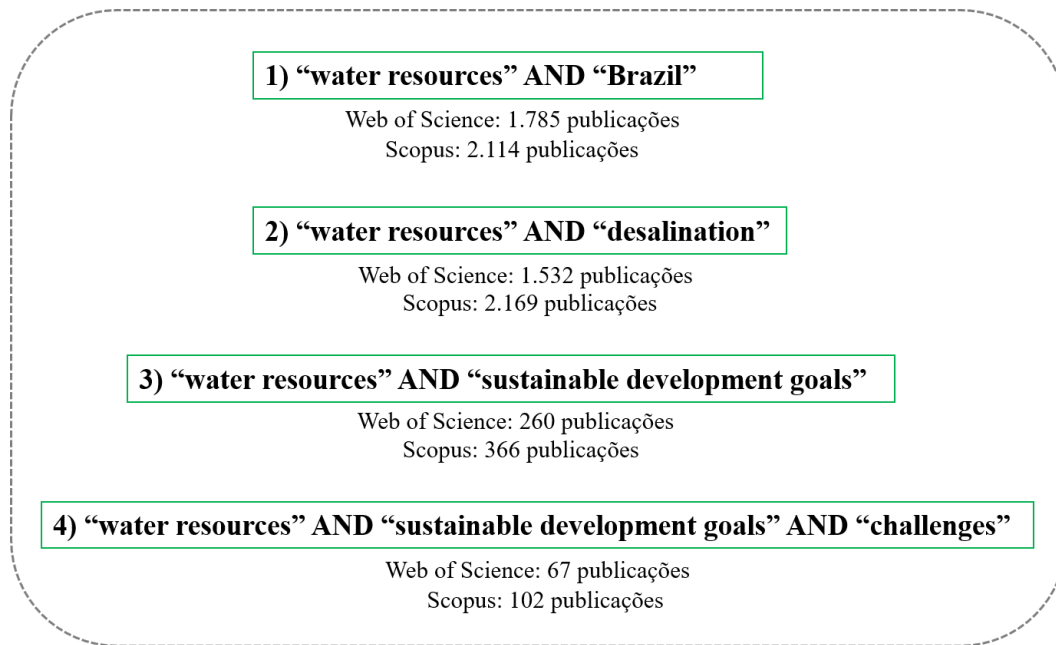 1) “water resources” AND “Brazil”
Web of Science: 1.785 publicações
Scopus: 2.114 publicações
2) “water resources” AND “desalination”
Web of Science: 1.532 publicações
Scopus: 2.169 publicações
3) “water resources” AND “sustainable development goals”
Web of Science: 260 publicações
Scopus: 366 publicações
4) “water resources” AND “sustainable development goals” AND “challenges”
Web of Science: 67 publicações
Scopus: 102 publicações